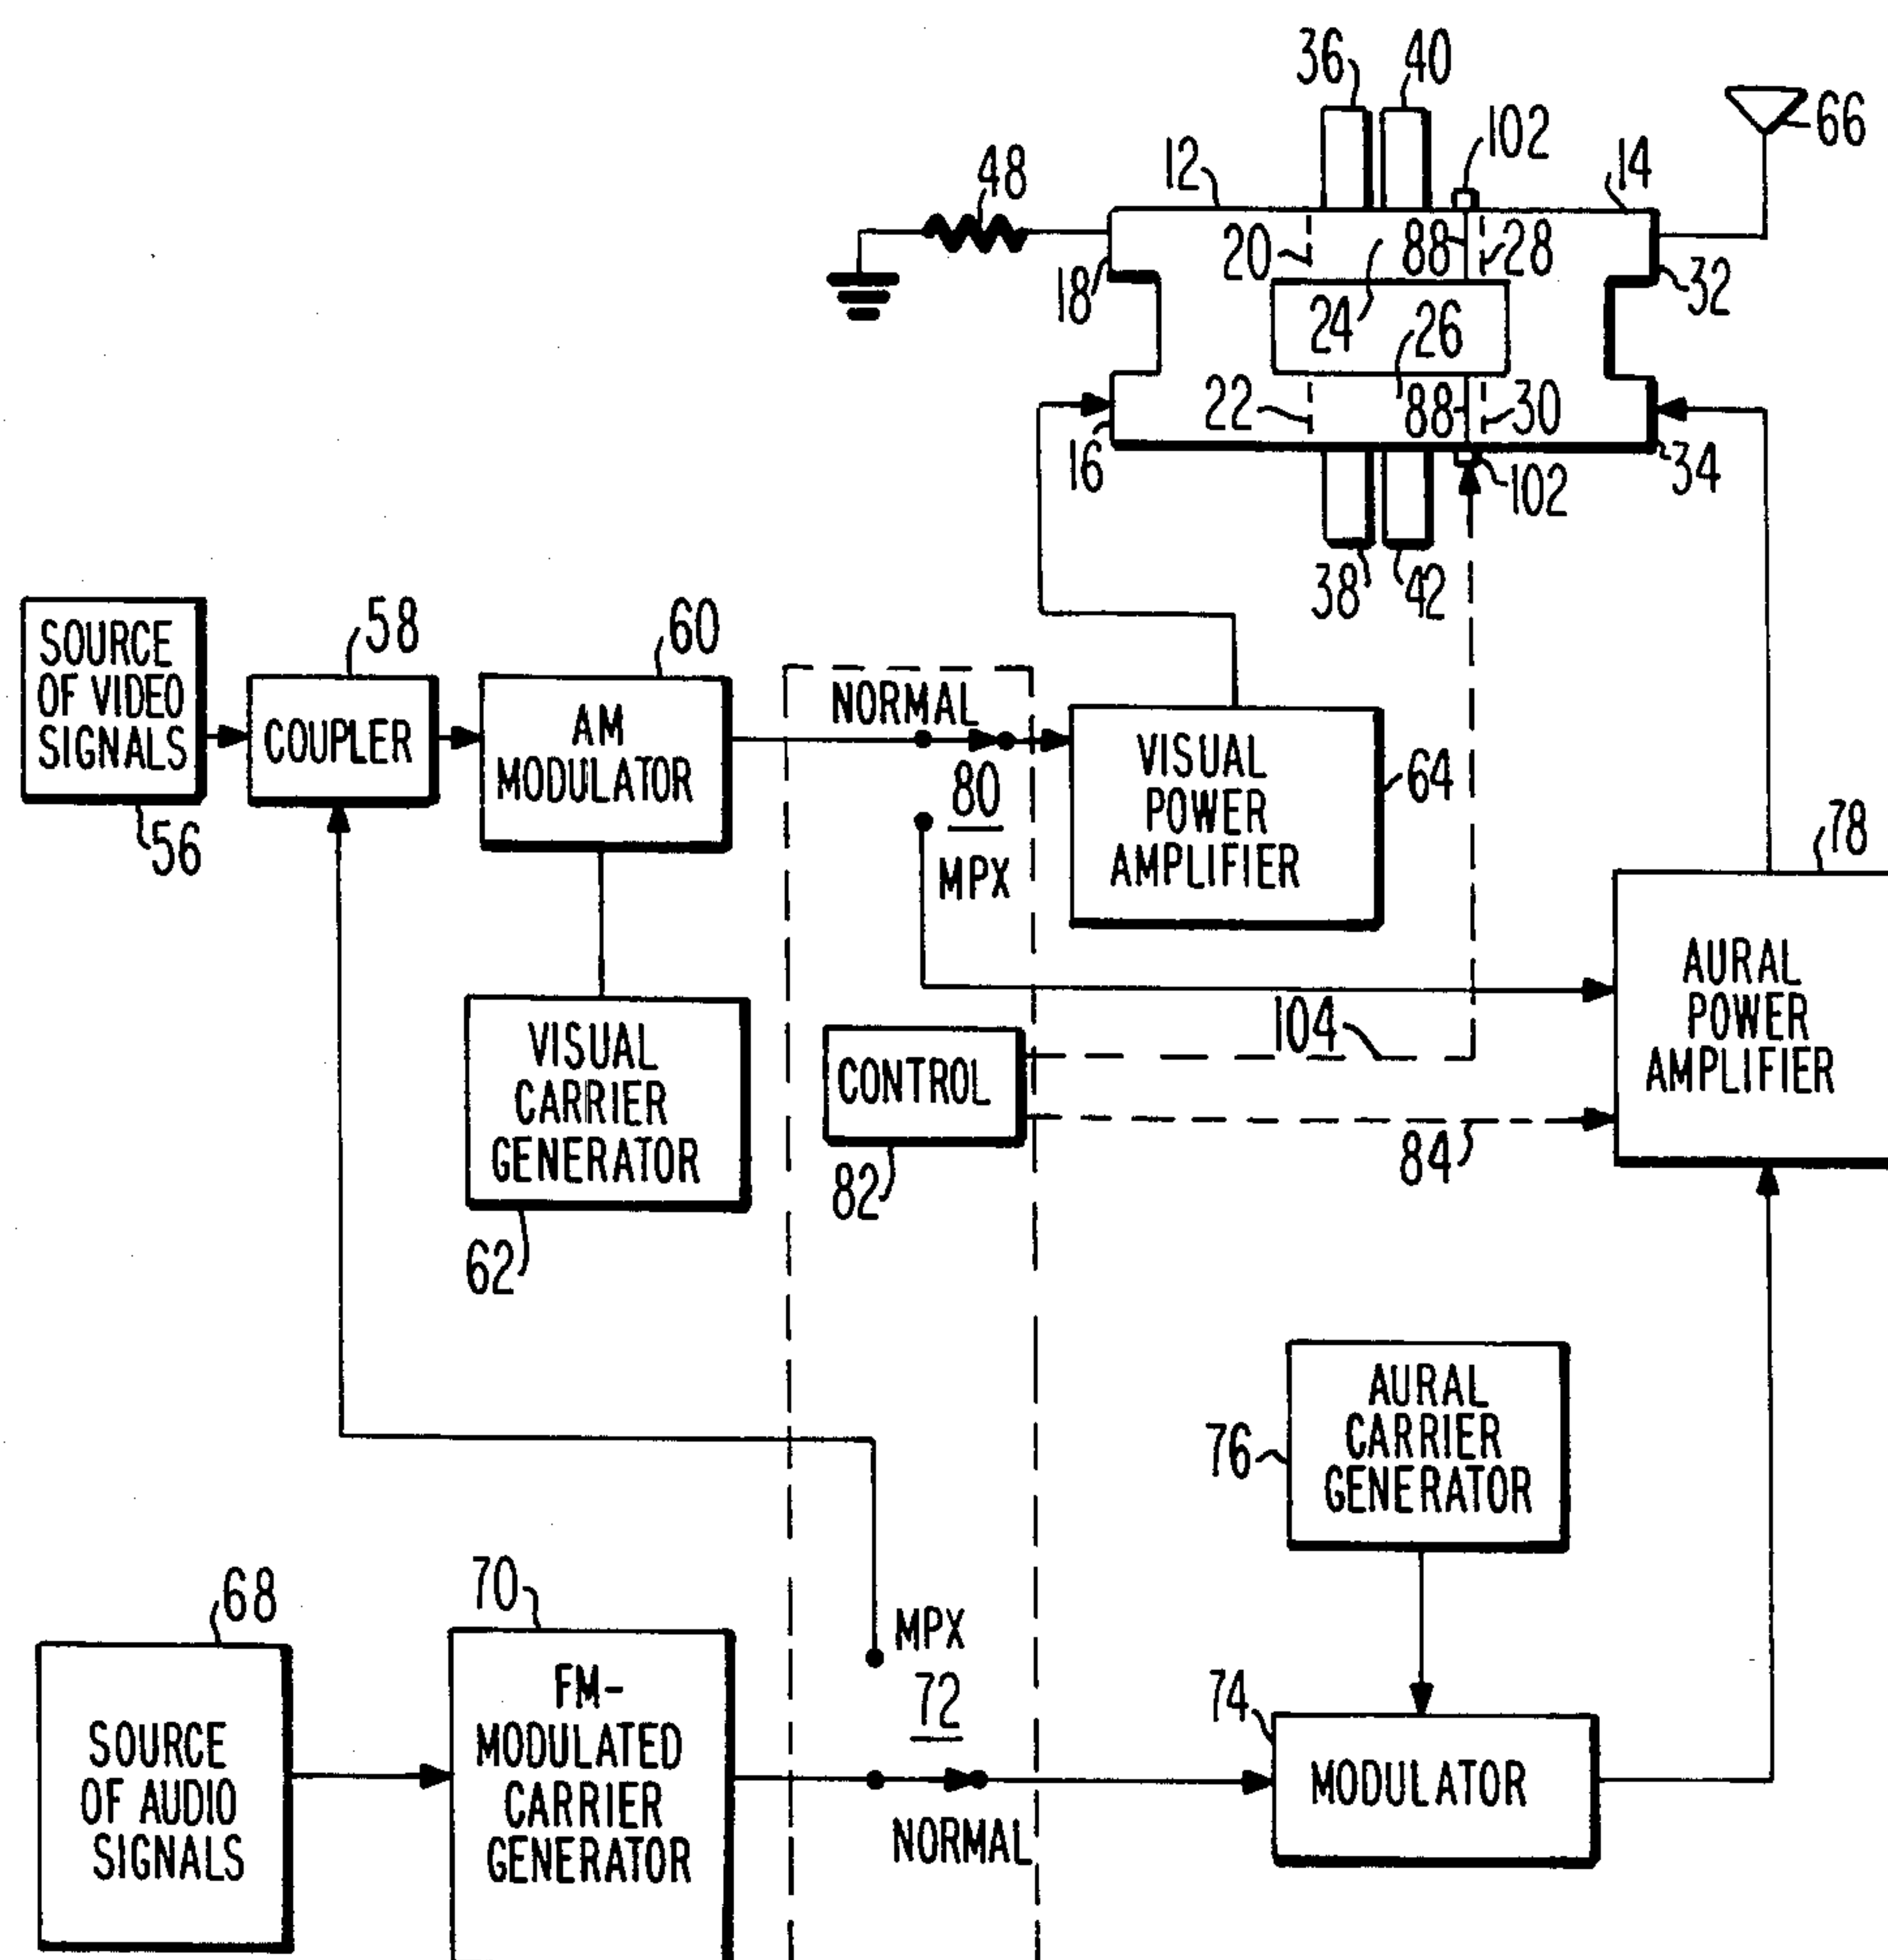 36
40
66
102
48
12
14
20
24
88
28
18
32
26
22
88
30
16
34
102
38
42
SOURCE
OF VIDEO
SIGNALS
56
58
COUPLER
60
AM
MODULATOR
NORMAL
80
MPX
VISUAL
POWER
AMPLIFIER
64
78
AURAL
POWER
AMPLIFIER
VISUAL
CARRIER
GENERATOR
62
CONTROL
82
104
84
AURAL
CARRIER
GENERATOR
76
68
SOURCE
OF AUDIO
SIGNALS
70
FM-
MODULATED
CARRIER
GENERATOR
MPX
72
NORMAL
74
MODULATOR